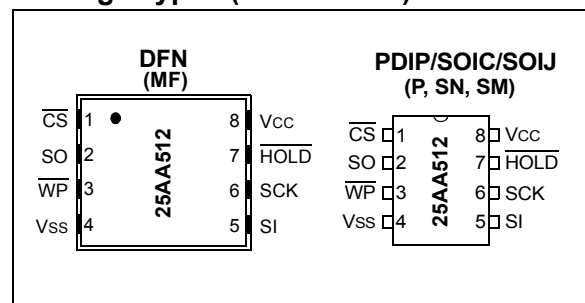 DFN
(MF)
CS 1 8 VCC
SO 2 7 HOLD
WP 3 6 SCK
VSS 4 5 SI
25AA512
PDIP/SOIC/SOIJ
(P, SN, SM)
CS 1 8 VCC
SO 2 7 HOLD
WP 3 6 SCK
VSS 4 5 SI
25AA512